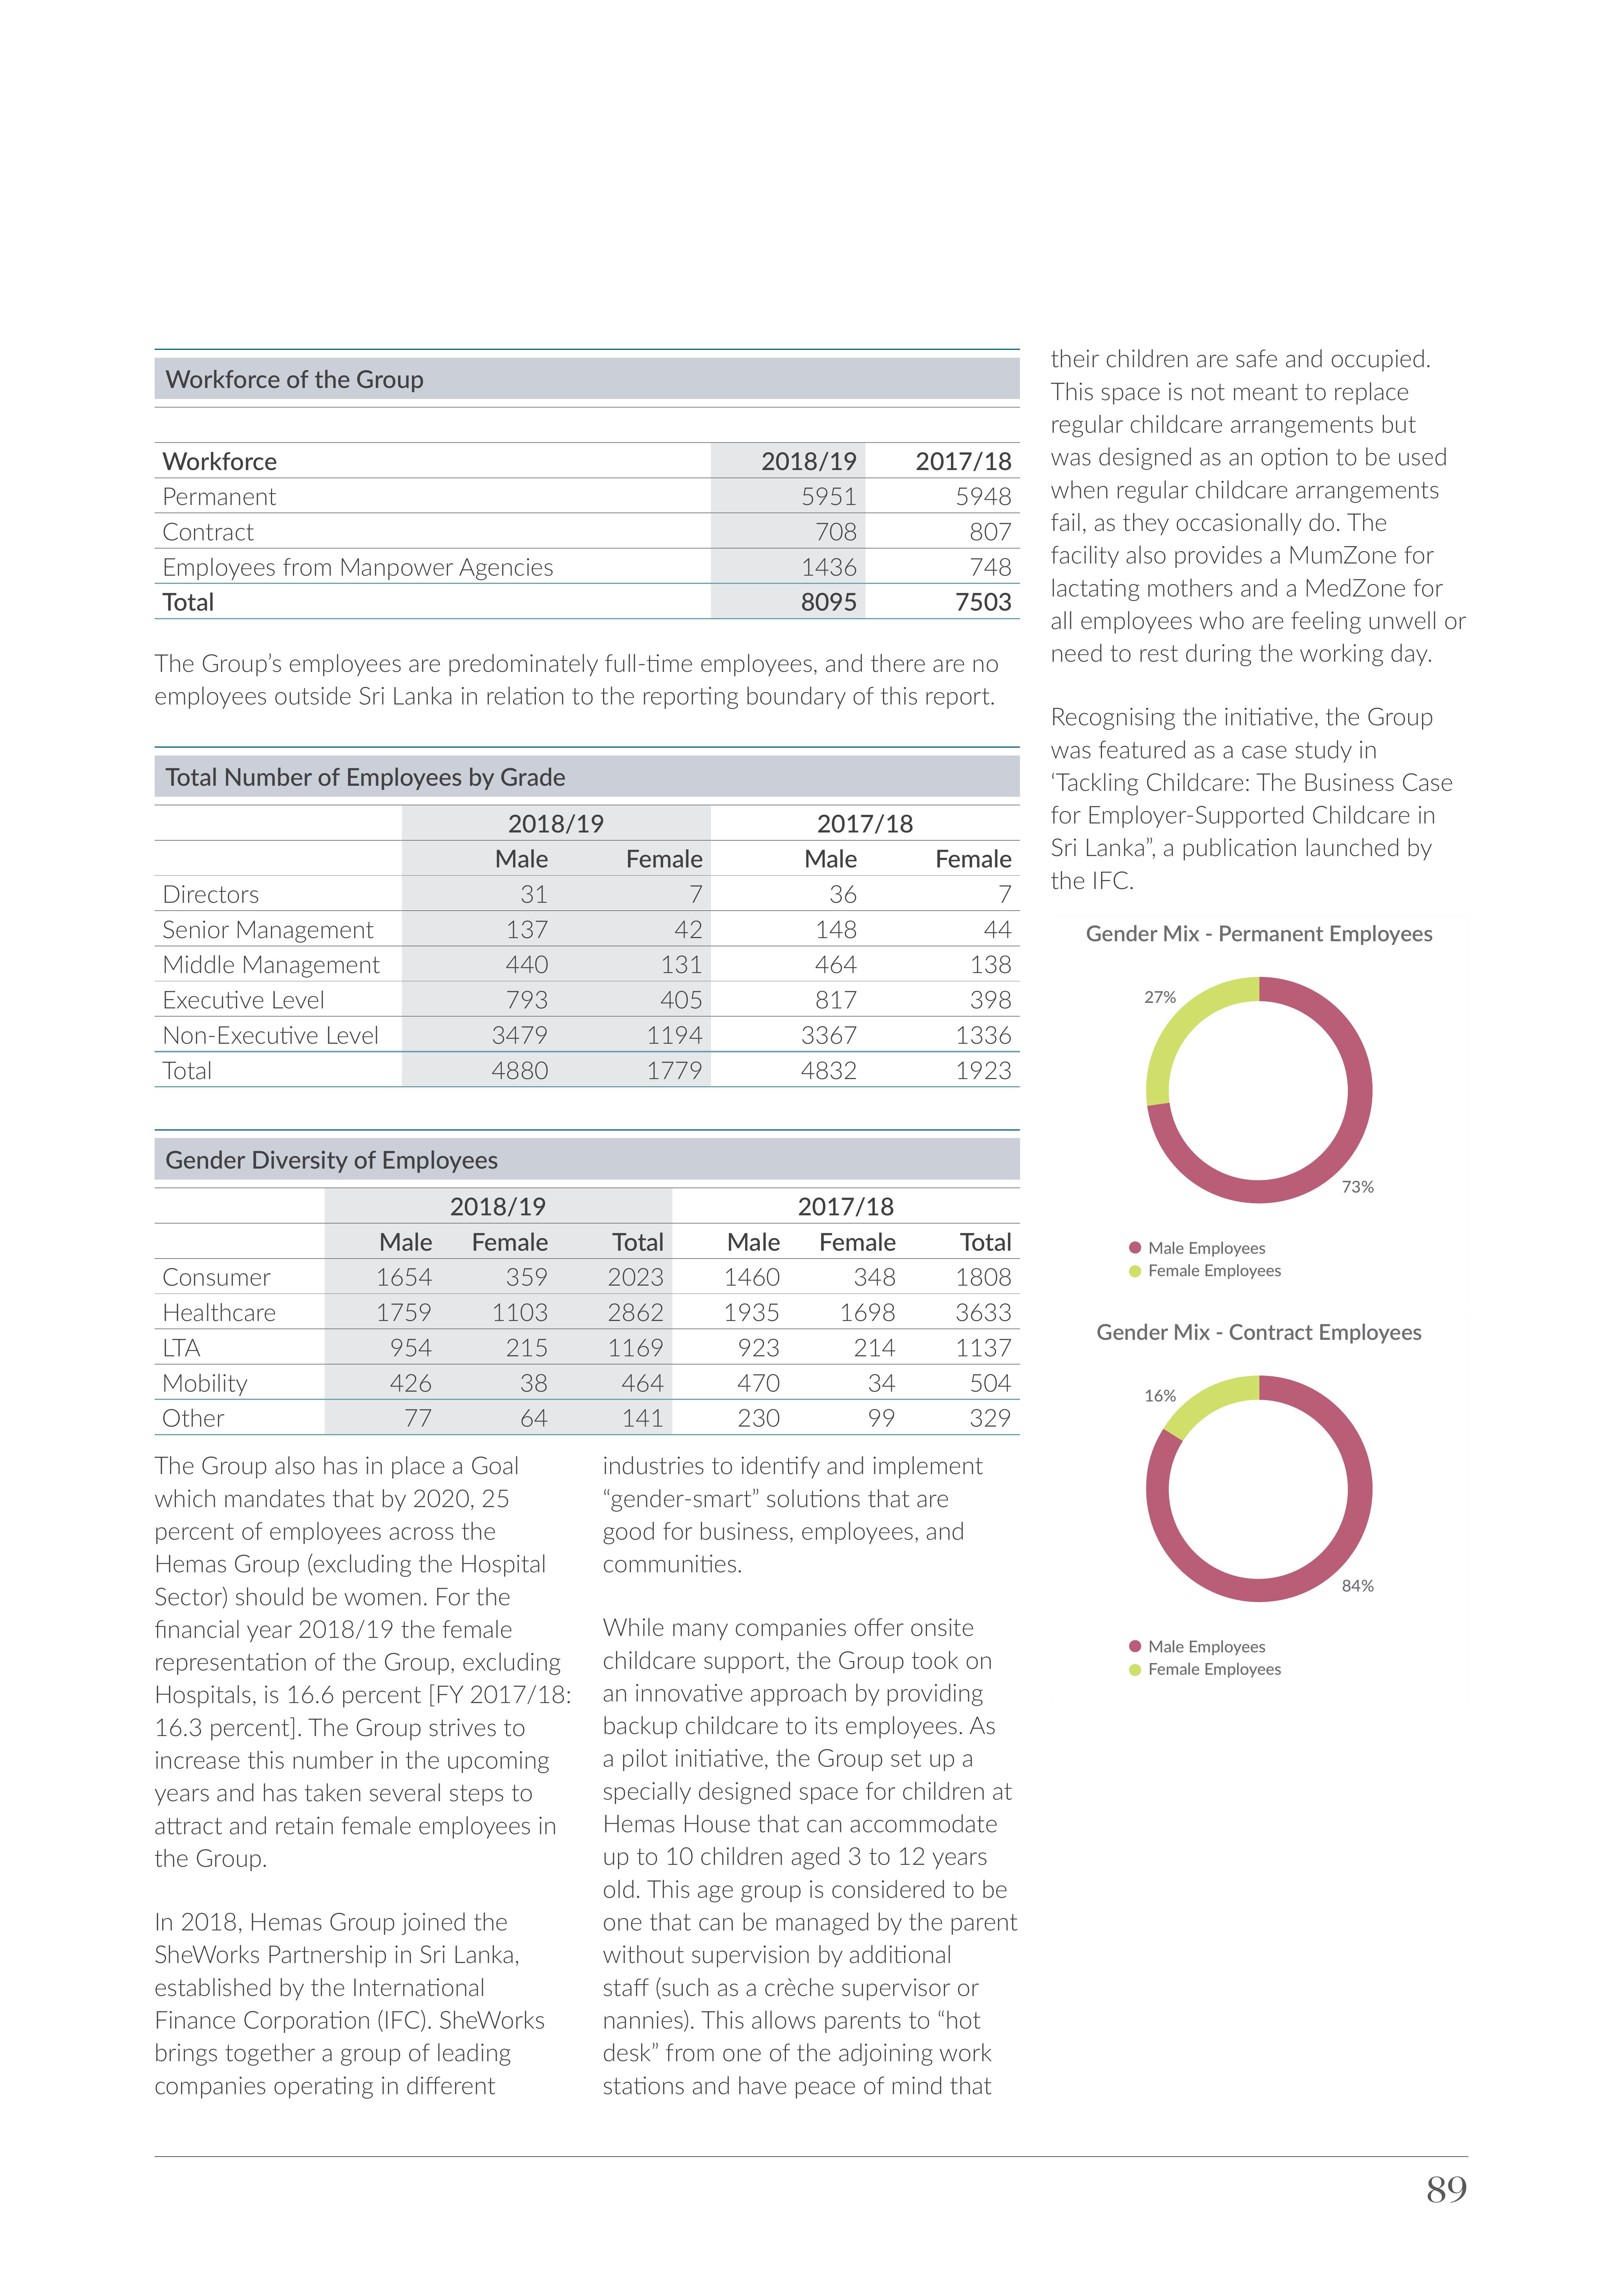 Workforce of the Group
Workforce 2018/19 2017/18
Permanent 5951 5948
Contract 708 807
Employees from Manpower Agencies 1436 748
Total 8095 7503
The Group’s employees are predominately full-time employees, and there are no
employees outside Sri Lanka in relation to the reporting boundary of this report.
Total Number of Employees by Grade
2018/19 2017/18
Male Female Male Female
Directors 31 7 36 7
Senior Management 137 42 148 44
Middle Management 440 131 464 138
Executive Level 793 405 817 398
Non-Executive Level 3479 1194 3367 1336
Total 4880 1779 4832 1923
Gender Diversity of Employees
2018/19 2017/18
Male Female Total Male Female Total
Consumer 1654 359 2023 1460 348 1808
Healthcare 1759 1103 2862 1935 1698 3633
LTA 954 215 1169 923 214 1137
Mobility 426 38 464 470 34 504
Other 77 64 141 230 99 329
The Group also has in place a Goal
which mandates that by 2020, 25
percent of employees across the
Hemas Group (excluding the Hospital
Sector) should be women. For the
financial year 2018/19 the female
representation of the Group, excluding
Hospitals, is 16.6 percent [FY 2017/18:
16.3 percent]. The Group strives to
increase this number in the upcoming
years and has taken several steps to
attract and retain female employees in
the Group.
In 2018, Hemas Group joined the
SheWorks Partnership in Sri Lanka,
established by the International
Finance Corporation (IFC). SheWorks
brings together a group of leading
companies operating in different
industries to identify and implement
“gender-smart” solutions that are
good for business, employees, and
communities.
While many companies offer onsite
childcare support, the Group took on
an innovative approach by providing
backup childcare to its employees. As
a pilot initiative, the Group set up a
specially designed space for children at
Hemas House that can accommodate
up to 10 children aged 3 to 12 years
old. This age group is considered to be
one that can be managed by the parent
without supervision by additional
staff (such as a crèche supervisor or
nannies). This allows parents to “hot
desk” from one of the adjoining work
stations and have peace of mind that
their children are safe and occupied.
This space is not meant to replace
regular childcare arrangements but
was designed as an option to be used
when regular childcare arrangements
fail, as they occasionally do. The
facility also provides a MumZone for
lactating mothers and a MedZone for
all employees who are feeling unwell or
need to rest during the working day.
Recognising the initiative, the Group
was featured as a case study in
‘Tackling Childcare: The Business Case
for Employer-Supported Childcare in
Sri Lanka”, a publication launched by
the IFC.
Gender Mix - Permanent Employees
27%
73%
Male Employees
Female Employees
Gender Mix - Contract Employees
16%
84%
Male Employees
Female Employees
89